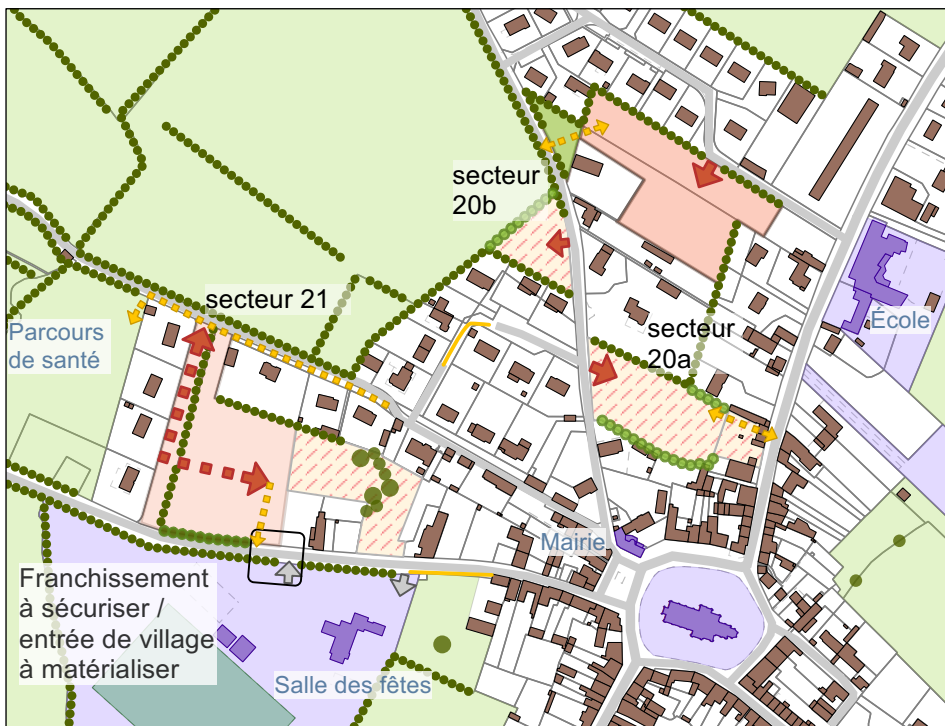 secteur
20b
secteur 21
Parcours
de santé
École
secteur
20a
Mairie
Franchissement
à sécuriser /
entrée de village
à matérialiser
Salle des fêtes